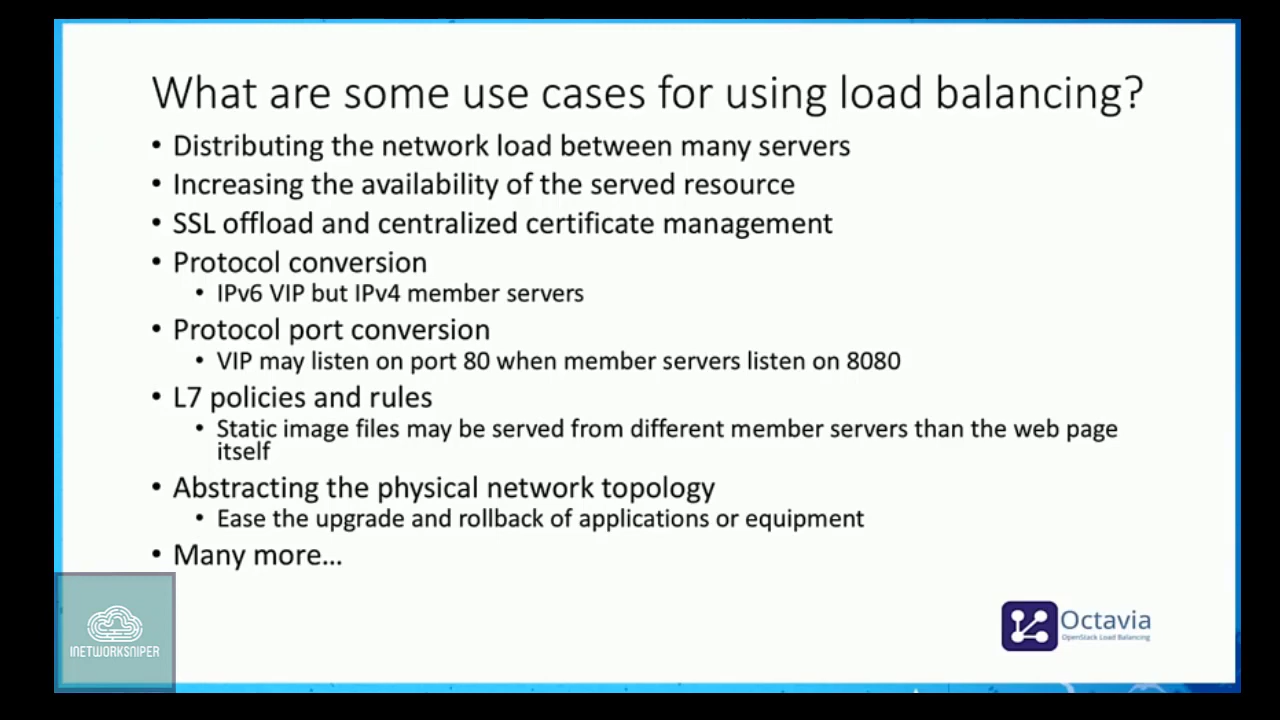 What are some use cases for using load balancing?
• Distributing the network load between many servers
• Increasing the availability of the served resource
• SSL offload and centralized certificate management
• Protocol conversion
• IPv6 VIP but IPv4 member servers
• Protocol port conversion
• VIP may listen on port 80 when member servers listen on 8080
• L7 policies and rules
• Static image files may be served from different member servers than the web page
itself
• Abstracting the physical network topology
• Ease the upgrade and rollback of applications or equipment
• Many more...
INETWORKSNIPER
Octavia
OpenStack Load Balancing